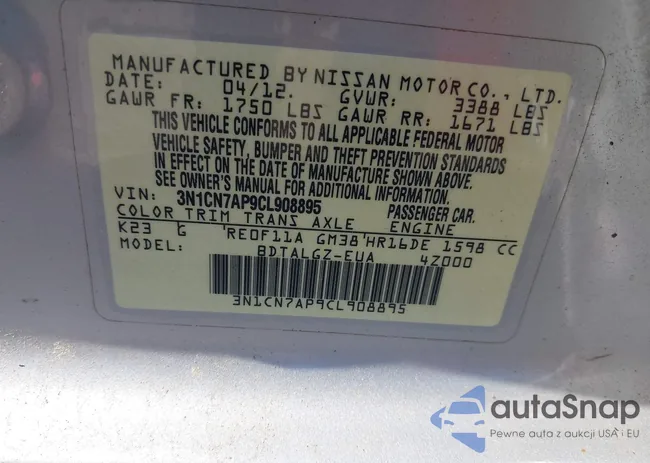 MANUFACTURED BY NISSAN MOTOR CO., LTD.
DATE: 04/12. GVWR: 3388 LBS
GAWR FR: 1750 LBS GAWR RR: 1671 LBS
THIS VEHICLE CONFORMS TO ALL APPLICABLE FEDERAL MOTOR
VEHICLE SAFETY, BUMPER AND THEFT PREVENTION STANDARDS
IN EFFECT ON THE DATE OF MANUFACTURE SHOWN ABOVE.
SEE OWNER'S MANUAL FOR ADDITIONAL INFORMATION.
VIN: 3N1CN7AP9CL908895 PASSENGER CAR.
COLOR TRIM TRANS AXLE ENGINE
K23 G RE0F11A GM38 HR16DE 1598 CC
MODEL: BDTALGZ-EUA 4Z000
3N1CN7AP9CL908895
autoSnap
Pewne auta z aukcji USA i EU